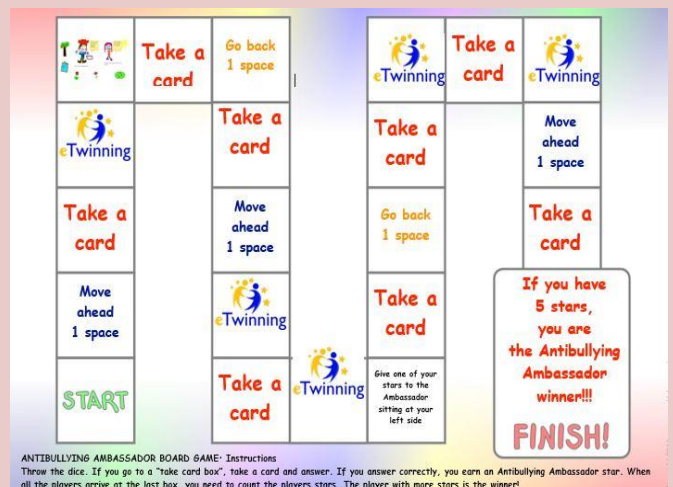 Take a
card
Go back
1 space
eTwinning
Take a
card
eTwinning
eTwinning
Take a
card
Take a
card
Move
ahead
1 space
Take a
card
Move
ahead
1 space
Go back
1 space
Take a
card
Move
ahead
1 space
eTwinning
Take a
card
If you have
5 stars,
you are
the Antibullying
Ambassador
winner!!!
FINISH!
START
Take a
card
eTwinning
Give one of your
stars to the
Ambassador
sitting at your
left side
ANTIBULLYING AMBASSADOR BOARD GAME· Instructions
Throw the dice. If you go to a "take card box", take a card and answer. If you answer correctly, you earn an Antibullying Ambassador star. When
all the players arrive at the last box, you need to count the players stars. The player with more stars is the winner!